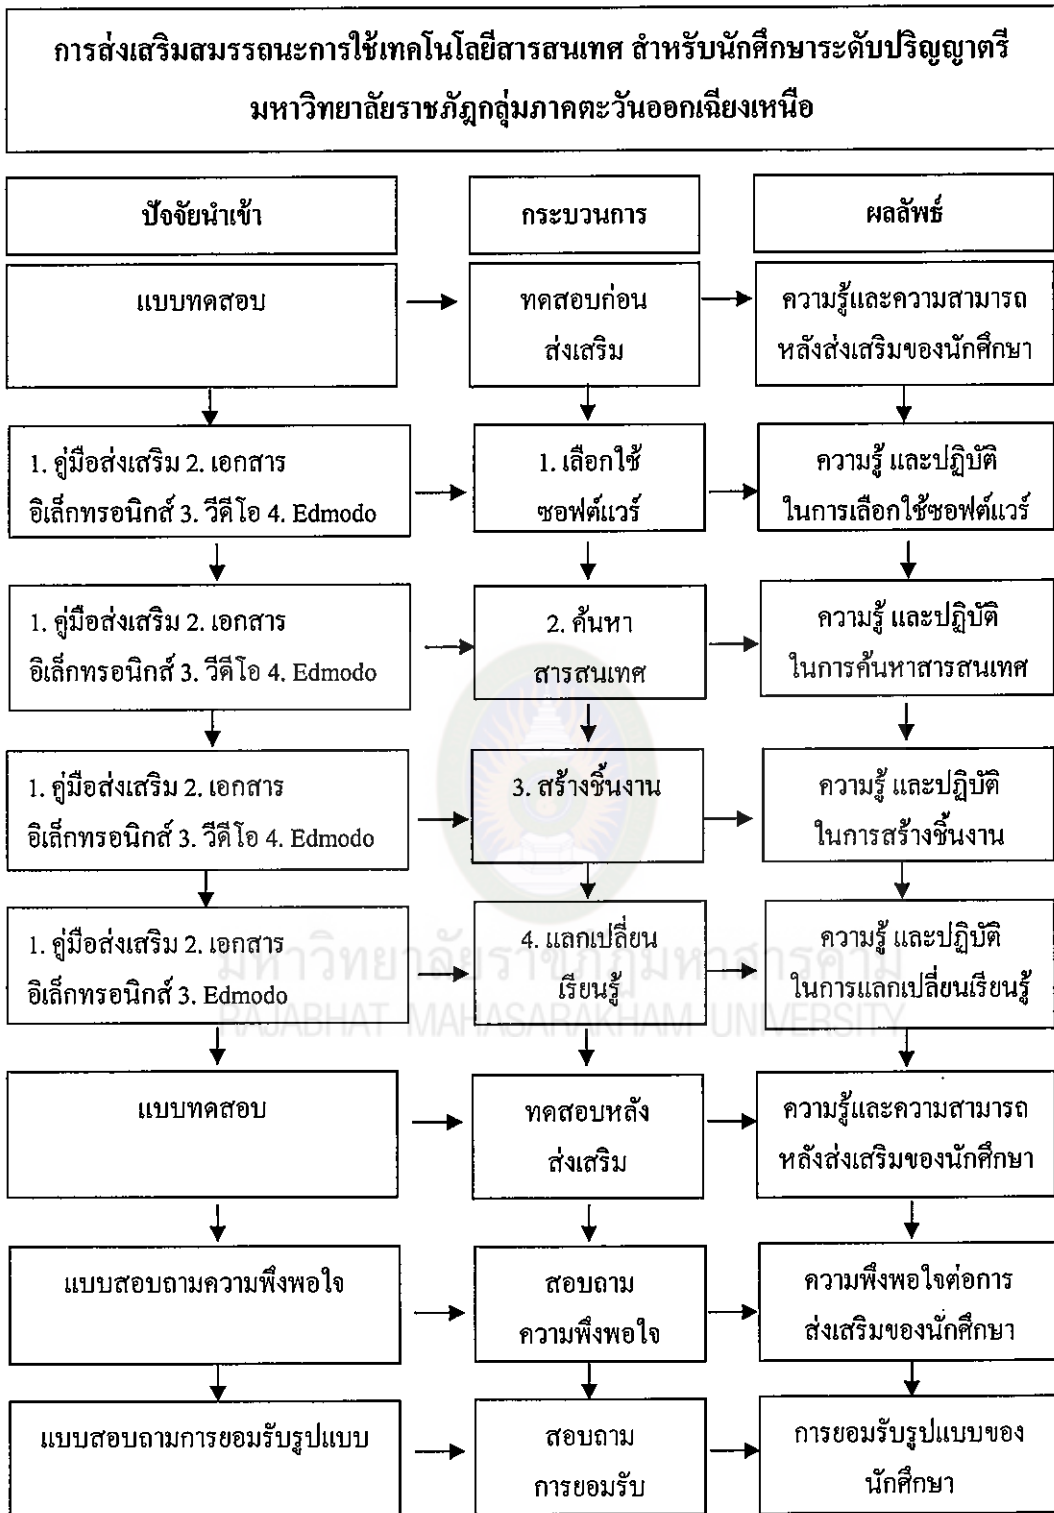 การส่งเสริมสมรรถนะการใช้เทคโนโลยีสารสนเทศ สำหรับนักศึกษาระดับปริญญาตรี
มหาวิทยาลัยราชภัฏกลุ่มภาคตะวันออกเฉียงเหนือ
ปัจจัยนำเข้า
กระบวนการ
ผลลัพธ์
แบบทดสอบ
ทดสอบก่อน
ส่งเสริม
ความรู้และความสามารถ
หลังส่งเสริมของนักศึกษา
1. คู่มือส่งเสริม 2. เอกสาร
อิเล็กทรอนิกส์ 3. วีดีโอ 4. Edmodo
1. เลือกใช้
ซอฟต์แวร์
ความรู้ และปฏิบัติ
ในการเลือกใช้ซอฟต์แวร์
1. คู่มือส่งเสริม 2. เอกสาร
อิเล็กทรอนิกส์ 3. วีดีโอ 4. Edmodo
2. ค้นหา
สารสนเทศ
ความรู้ และปฏิบัติ
ในการค้นหาสารสนเทศ
1. คู่มือส่งเสริม 2. เอกสาร
อิเล็กทรอนิกส์ 3. วีดีโอ 4. Edmodo
3. สร้างชิ้นงาน
ความรู้ และปฏิบัติ
ในการสร้างชิ้นงาน
1. คู่มือส่งเสริม 2. เอกสาร
อิเล็กทรอนิกส์ 3. Edmodo
4. แลกเปลี่ยน
เรียนรู้
ความรู้ และปฏิบัติ
ในการแลกเปลี่ยนเรียนรู้
มหาวิทยาลัยราชภัฏมหาสารคาม
RAJABHAT MAHASARAKHAM UNIVERSITY
แบบทดสอบ
ทดสอบหลัง
ส่งเสริม
ความรู้และความสามารถ
หลังส่งเสริมของนักศึกษา
แบบสอบถามความพึงพอใจ
สอบถาม
ความพึงพอใจ
ความพึงพอใจต่อการ
ส่งเสริมของนักศึกษา
แบบสอบถามการยอมรับรูปแบบ
สอบถาม
การยอมรับ
การยอมรับรูปแบบของ
นักศึกษา